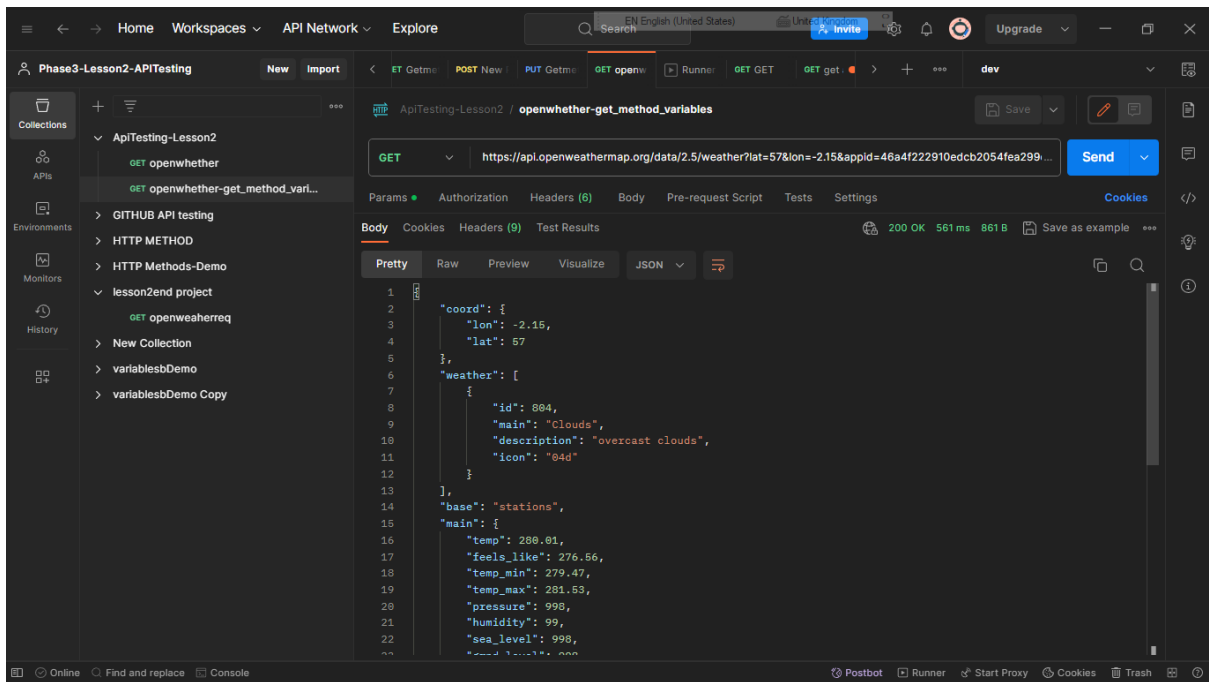 Home Workspaces API Network Explore Search EN English (United States) United Kingdom Invite Upgrade
Phase3-Lesson2-APITesting New Import ET Getme POST New PUT Getme GET openw Runner GET GET GET get dev
Collections
APIs
Environments
Monitors
History
ApiTesting-Lesson2
GET openwhether
GET openwhether-get_method_vari...
GITHUB API testing
HTTP METHOD
HTTP Methods-Demo
lesson2end project
GET openweaherreq
New Collection
variablesbDemo
variablesbDemo Copy
HTTP ApiTesting-Lesson2 / openwhether-get_method_variables Save
GET https://api.openweathermap.org/data/2.5/weather?lat=57&lon=-2.15&appid=46a4f222910edcb2054fea299... Send
Params Authorization Headers (6) Body Pre-request Script Tests Settings Cookies
Body Cookies Headers (9) Test Results 200 OK 561 ms 861 B Save as example
Pretty Raw Preview Visualize JSON
1 {
2 "coord": {
3 "lon": -2.15,
4 "lat": 57
5 },
6 "weather": [
7 {
8 "id": 804,
9 "main": "Clouds",
10 "description": "overcast clouds",
11 "icon": "04d"
12 }
13 ],
14 "base": "stations",
15 "main": {
16 "temp": 280.01,
17 "feels_like": 276.56,
18 "temp_min": 279.47,
19 "temp_max": 281.53,
20 "pressure": 998,
21 "humidity": 99,
22 "sea_level": 998,
Online Find and replace Console Postbot Runner Start Proxy Cookies Trash